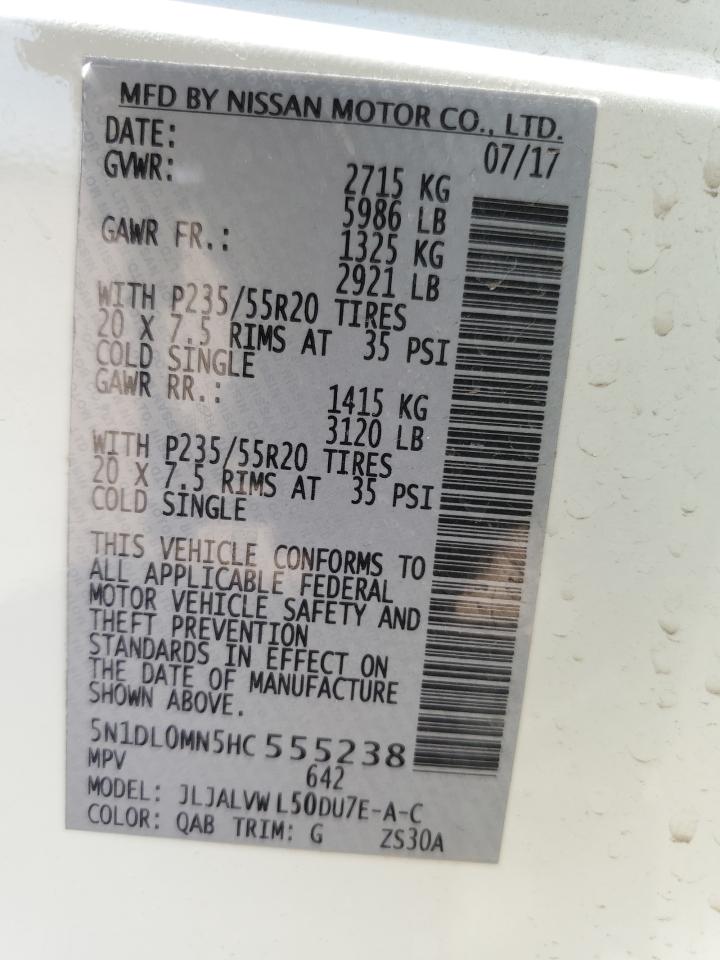 MFD BY NISSAN MOTOR CO., LTD.
DATE: 07/17
GVWR: 2715 KG
5986 LB
GAWR FR.: 1325 KG
2921 LB
WITH P235/55R20 TIRES
20 X 7.5 RIMS AT 35 PSI
COLD SINGLE
GAWR RR.: 1415 KG
3120 LB
WITH P235/55R20 TIRES
20 X 7.5 RIMS AT 35 PSI
COLD SINGLE
THIS VEHICLE CONFORMS TO
ALL APPLICABLE FEDERAL
MOTOR VEHICLE SAFETY AND
THEFT PREVENTION
STANDARDS IN EFFECT ON
THE DATE OF MANUFACTURE
SHOWN ABOVE.
5N1DL0MN5HC 555238
MPV 642
MODEL: JLJALVW L50DU7E-A-C
COLOR: QAB TRIM: G ZS30A